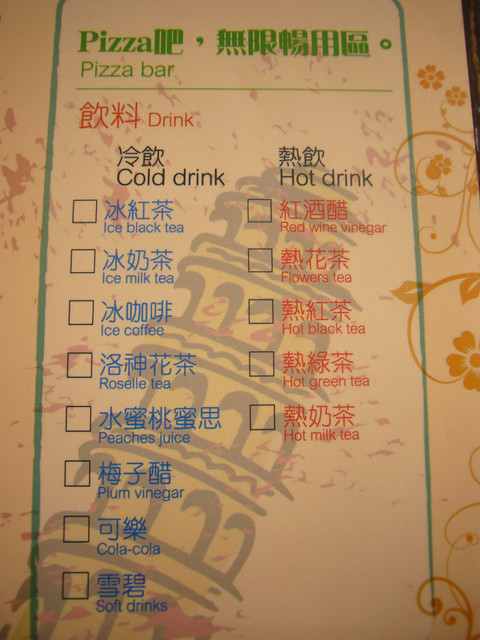 Pizza吧，無限暢用區。
Pizza bar
飲料 Drink
冷飲
Cold drink
冰紅茶
Ice black tea
冰奶茶
Ice milk tea
冰咖啡
Ice coffee
洛神花茶
Roselle tea
水蜜桃蜜思
Peaches juice
梅子醋
Plum vinegar
可樂
Cola-cola
雪碧
Soft drinks
熱飲
Hot drink
紅酒醋
Red wine vinegar
熱花茶
Flowers tea
熱紅茶
Hot black tea
熱綠茶
Hot green tea
熱奶茶
Hot milk tea